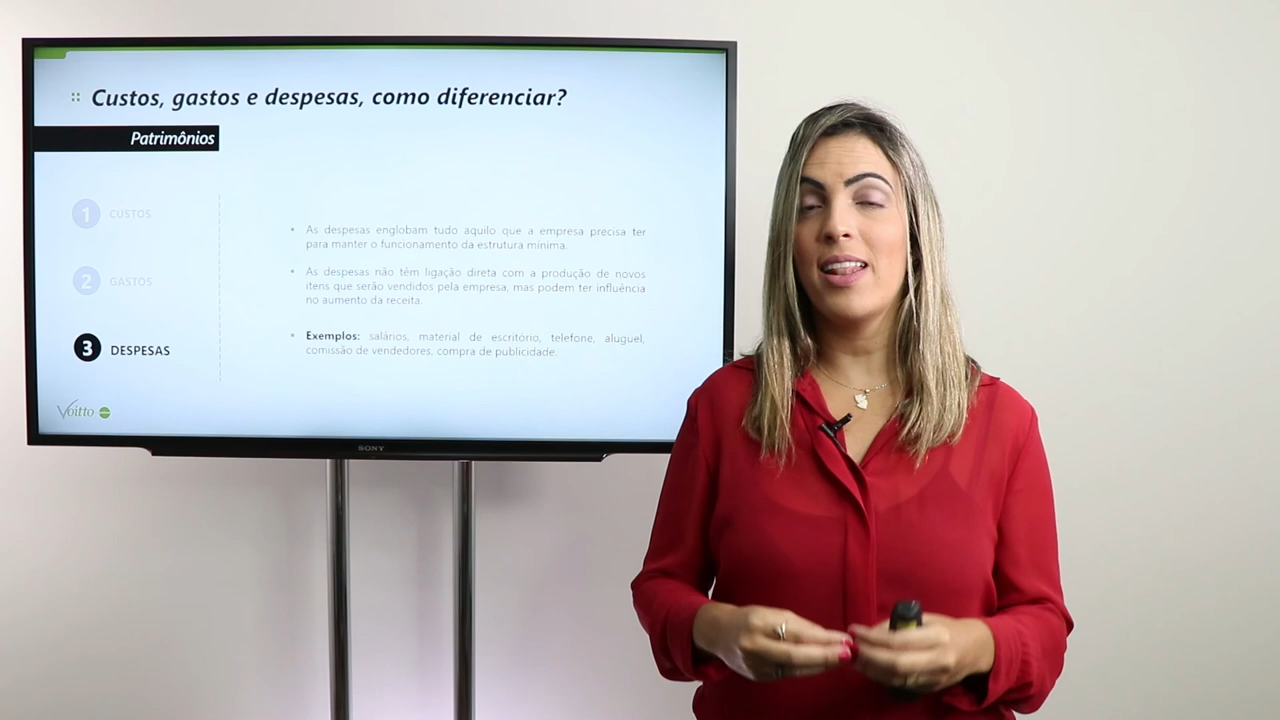 Custos, gastos e despesas, como diferenciar?
Patrimônios
1 CUSTOS
2 GASTOS
3 DESPESAS
• As despesas englobam tudo aquilo que a empresa precisa ter
para manter o funcionamento da estrutura mínima.
• As despesas não têm ligação direta com a produção de novos
itens que serão vendidos pela empresa, mas podem ter influência
no aumento da receita.
• Exemplos: salários, material de escritório, telefone, aluguel,
comissão de vendedores, compra de publicidade.
Voitto
SONY